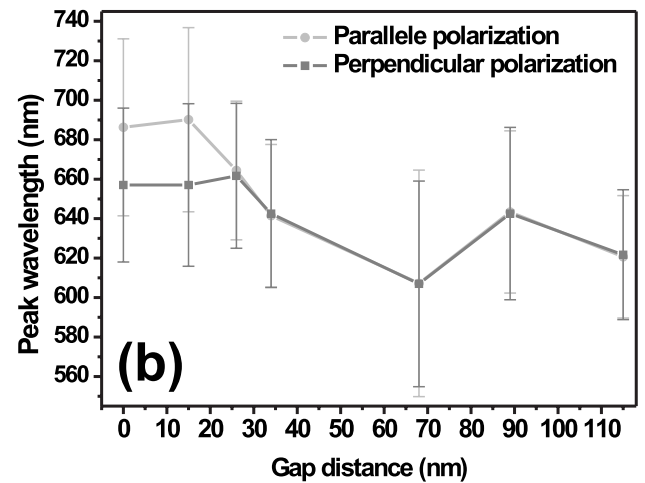 740
720
700
680
660
640
620
600
580
560
Peak wavelength (nm)
Parallele polarization
Perpendicular polarization
(b)
0 10 20 30 40 50 60 70 80 90 100 110
Gap distance (nm)